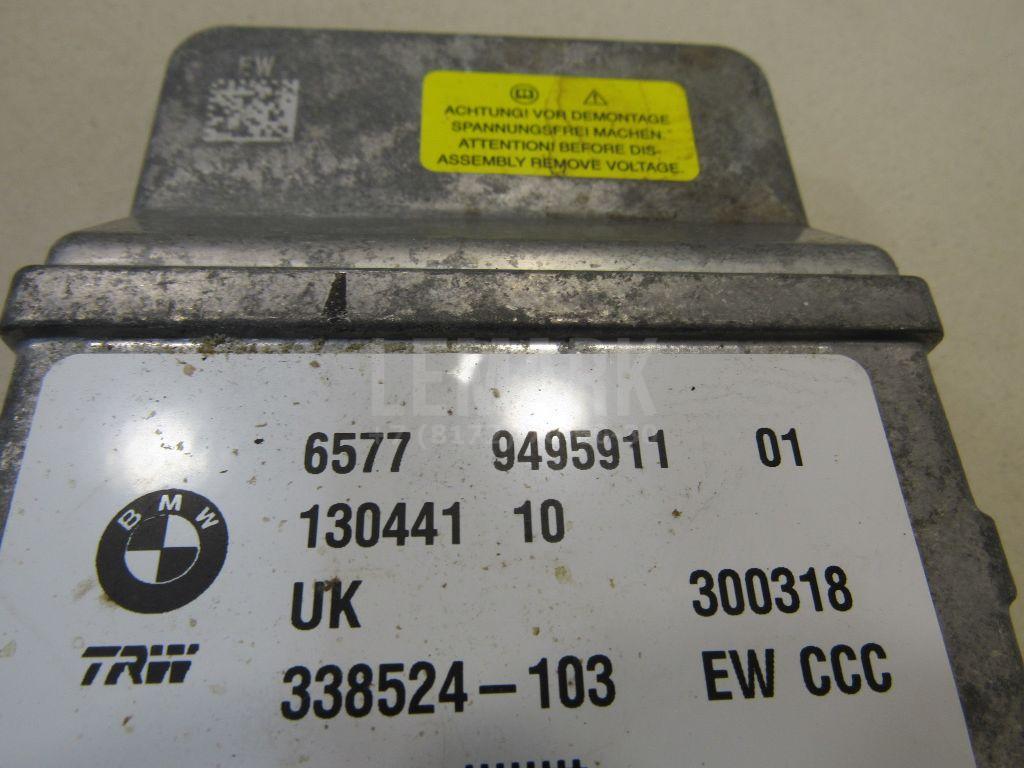 EW
ACHTUNG! VOR DEMONTAGE
SPANNUNGSFREI MACHEN.
ATTENTION! BEFORE DIS-
ASSEMBLY REMOVE VOLTAGE.
LEMARK
6577 9495911 01
BMW
130441 10
UK 300318
TRW
338524-103 EW CCC